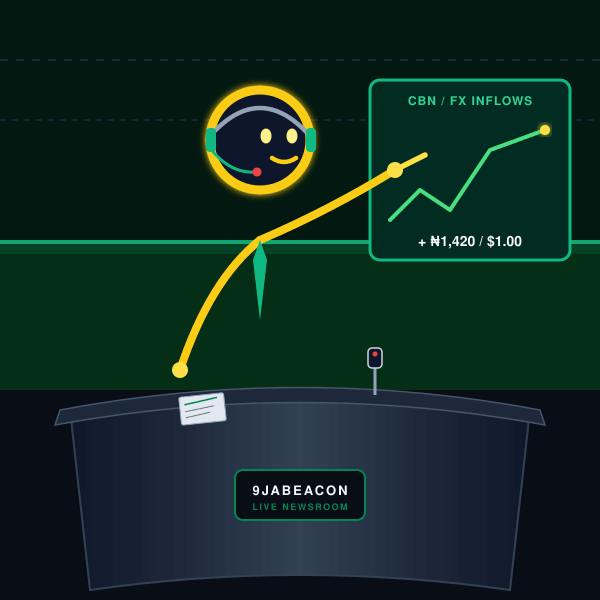 CBN / FX INFLOWS
+ ₦1,420 / $1.00
9JABEACON
LIVE NEWSROOM